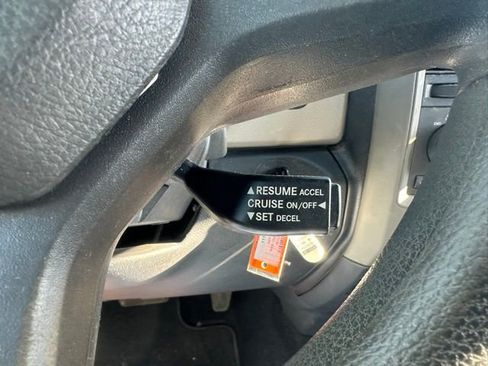 ▲RESUME ACCEL
CRUISE ON/OFF◀
▼SET DECEL